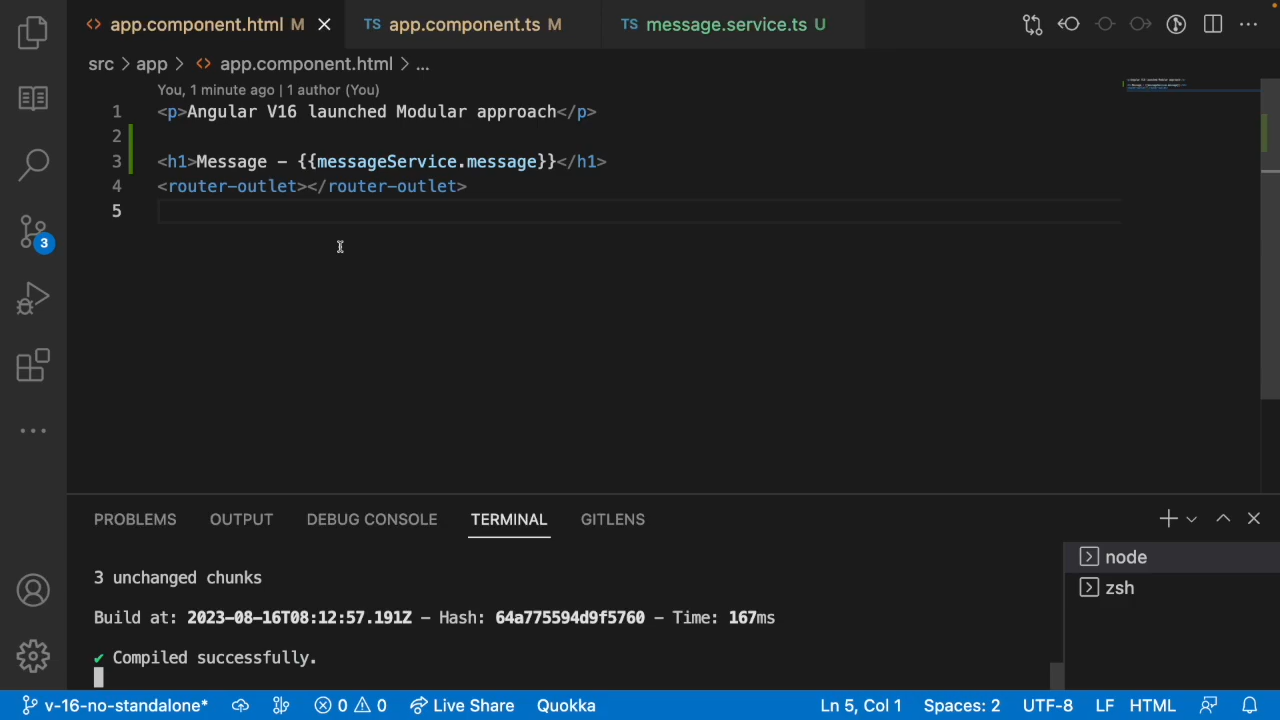 app.component.html M
TS app.component.ts M
TS message.service.ts U
src > app > <> app.component.html > ...
You, 1 minute ago | 1 author (You)
1 <p>Angular V16 launched Modular approach</p>
2
3 <h1>Message - {{messageService.message}}</h1>
4 <router-outlet></router-outlet>
5
3
PROBLEMS OUTPUT DEBUG CONSOLE TERMINAL GITLENS
node
zsh
3 unchanged chunks
Build at: 2023-08-16T08:12:57.191Z - Hash: 64a775594d9f5760 - Time: 167ms
✔ Compiled successfully.
v-16-no-standalone* 0 0 Live Share Quokka Ln 5, Col 1 Spaces: 2 UTF-8 LF HTML